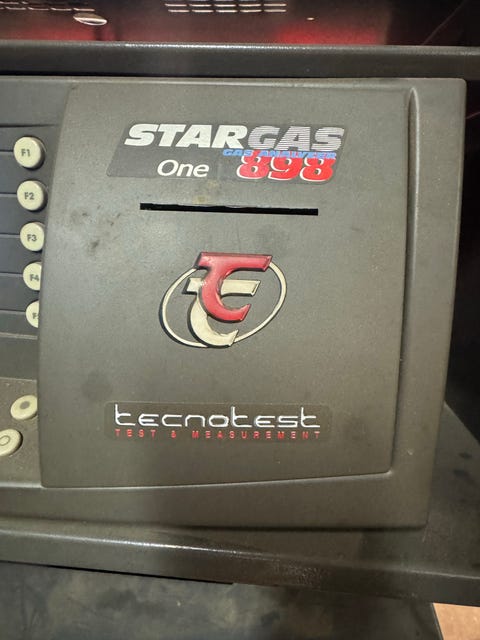 STARGAS
GAS ANALYZER
One 898
F1
F2
F3
F4
tecnotest
TEST & MEASUREMENT